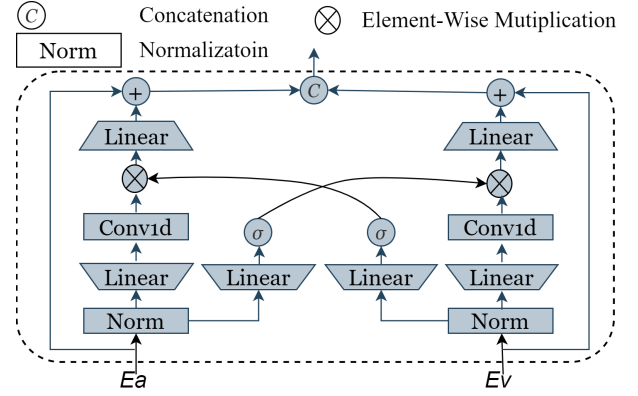 C Concatenation Element-Wise Mutiplication
Norm Normalizatoin
+ C +
Linear Linear
Conv1d σ σ Conv1d
Linear Linear Linear Linear
Norm Norm
Ea Ev